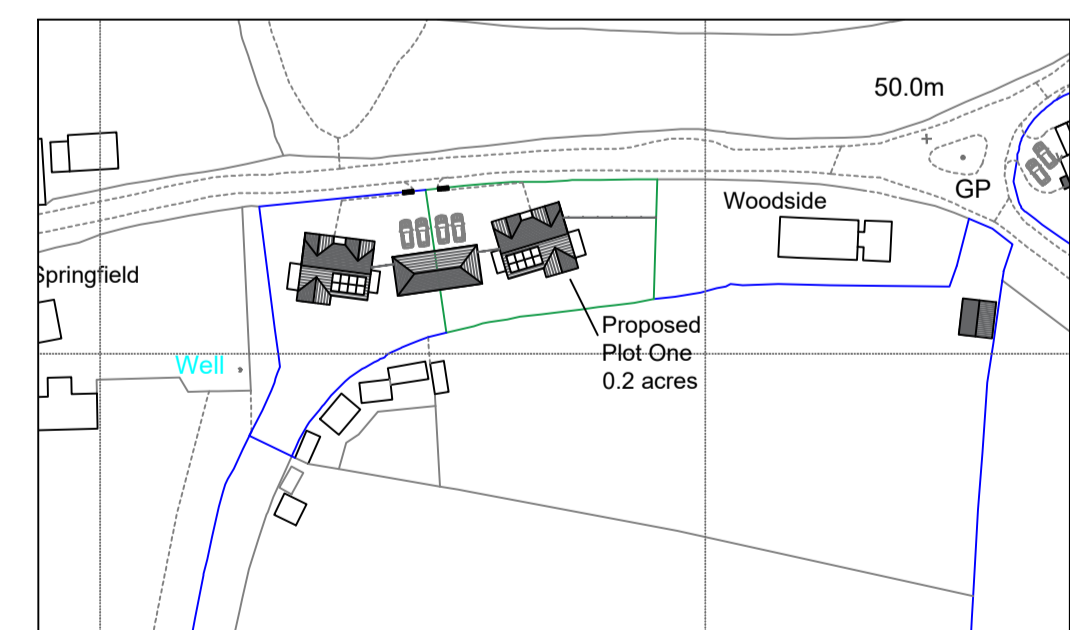 50.0m
GP
Woodside
Springfield
Well
Proposed
Plot One
0.2 acres